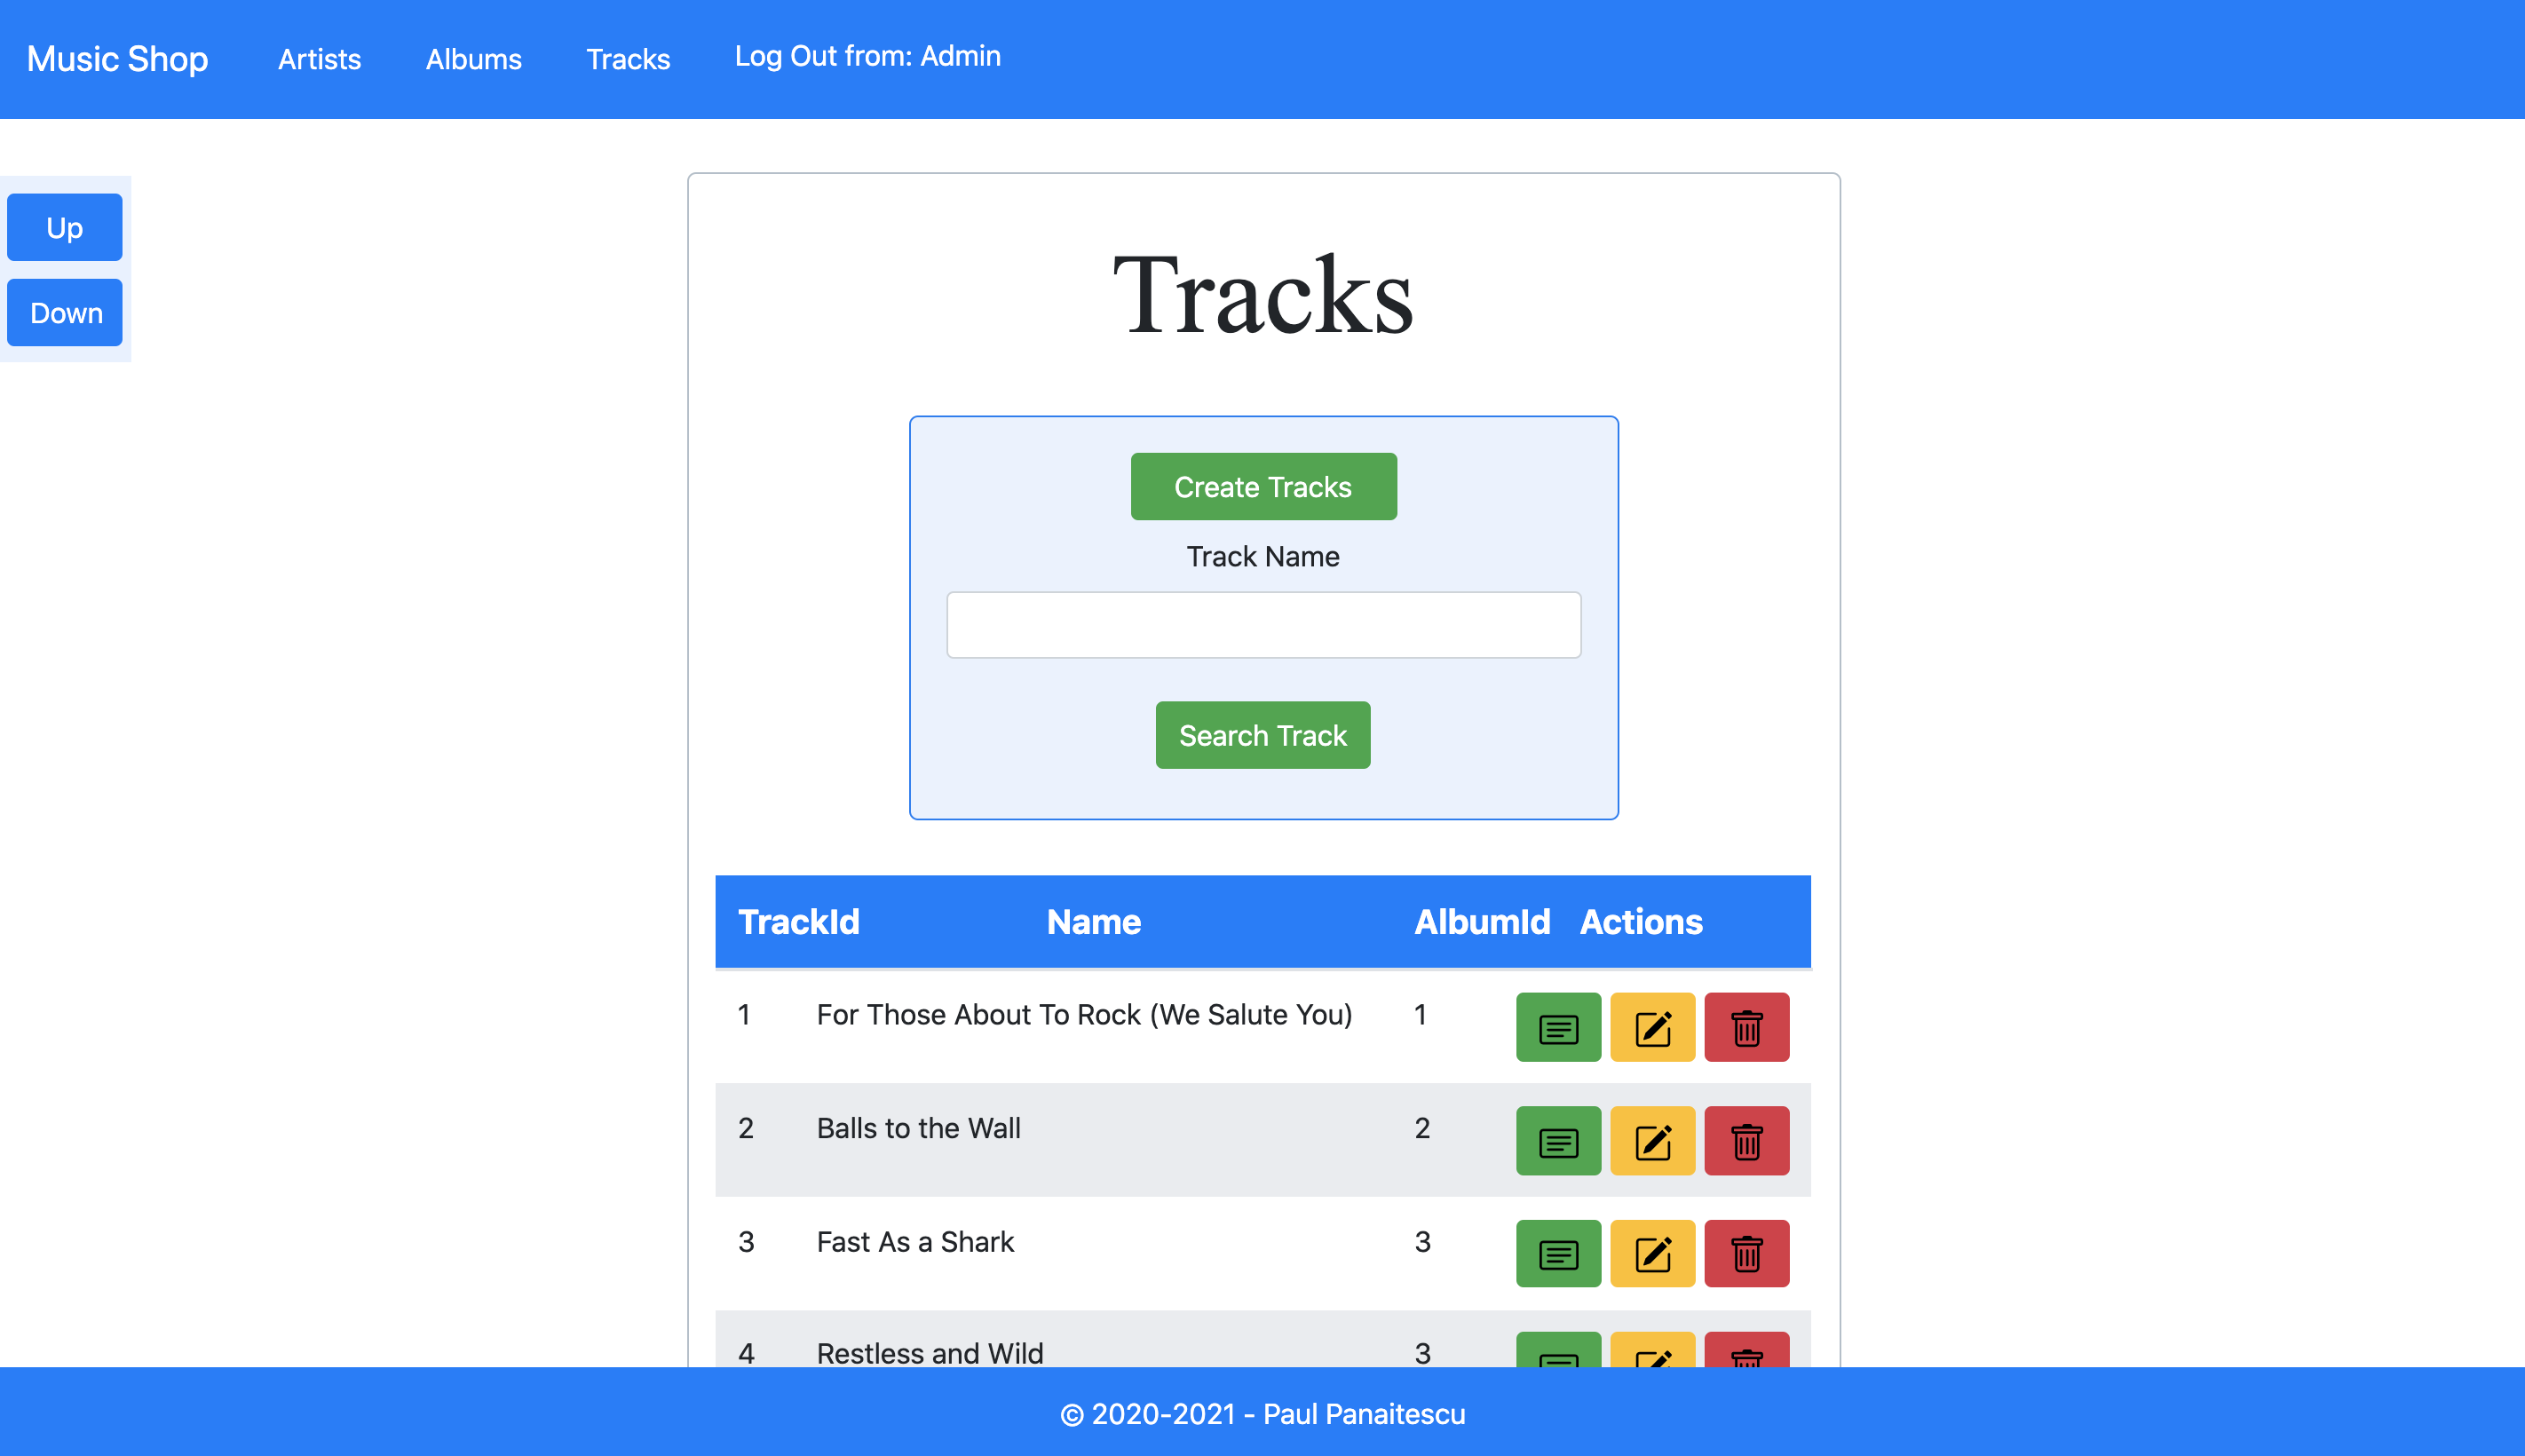 Music Shop Artists Albums Tracks Log Out from: Admin
Up
Down
Tracks
Create Tracks
Track Name
Search Track
TrackId Name AlbumId Actions
1 For Those About To Rock (We Salute You) 1
2 Balls to the Wall 2
3 Fast As a Shark 3
4 Restless and Wild 3
© 2020-2021 - Paul Panaitescu